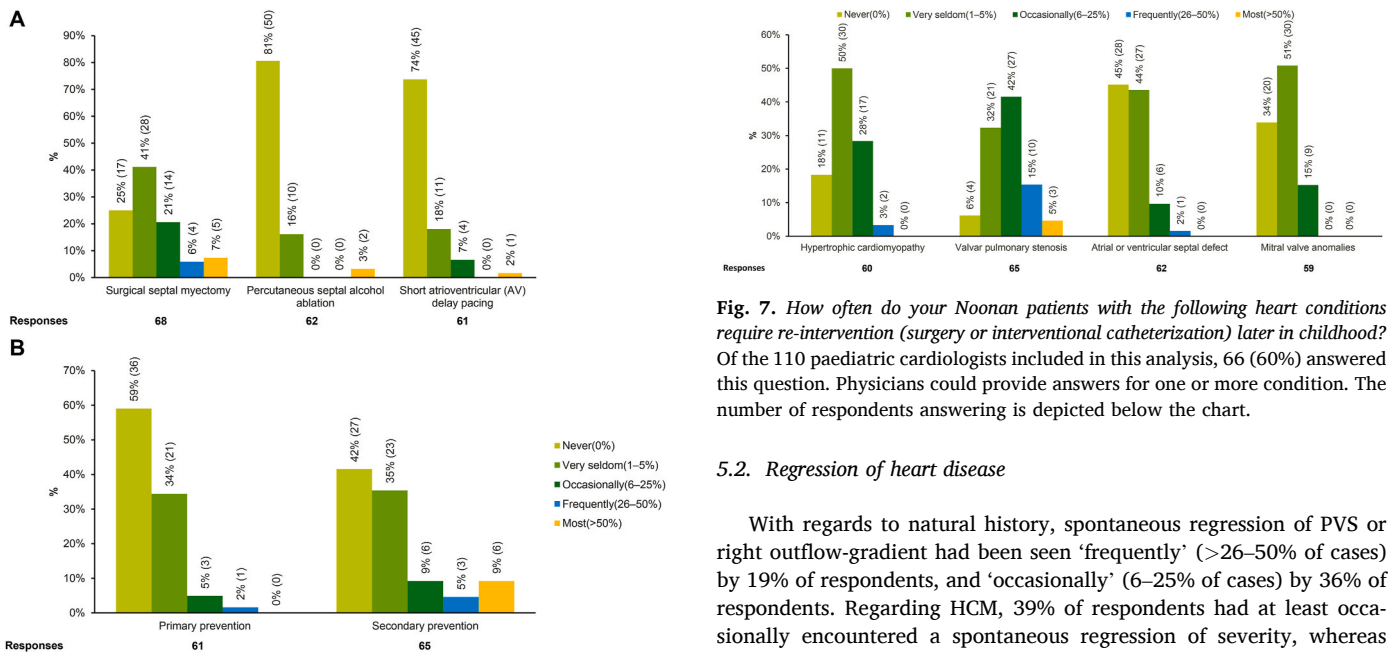 A
90%
80%
70%
60%
50%
40%
30%
20%
10%
0%
%
25% (17)
41% (28)
21% (14)
6% (4)
7% (5)
81% (50)
16% (10)
0% (0)
0% (0)
3% (2)
74% (45)
18% (11)
7% (4)
0% (0)
2% (1)
Surgical septal myectomy
Percutaneous septal alcohol
ablation
Short atrioventricular (AV)
delay pacing
Responses 68 62 61
B
70%
60%
50%
40%
30%
20%
10%
0%
%
59% (36)
34% (21)
5% (3)
2% (1)
0% (0)
42% (27)
35% (23)
9% (6)
5% (3)
9% (6)
Never(0%)
Very seldom(1–5%)
Occasionally(6–25%)
Frequently(26–50%)
Most(>50%)
Primary prevention Secondary prevention
Responses 61 65
Never(0%) Very seldom(1–5%) Occasionally(6–25%) Frequently(26–50%) Most(>50%)
60%
50%
40%
30%
20%
10%
0%
%
18% (11)
50% (30)
28% (17)
3% (2)
0% (0)
6% (4)
32% (21)
42% (27)
15% (10)
5% (3)
45% (28)
44% (27)
10% (6)
2% (1)
0% (0)
34% (20)
51% (30)
15% (9)
0% (0)
0% (0)
Hypertrophic cardiomyopathy Valvar pulmonary stenosis Atrial or ventricular septal defect Mitral valve anomalies
Responses 60 65 62 59
Fig. 7. How often do your Noonan patients with the following heart conditions
require re-intervention (surgery or interventional catheterization) later in childhood?
Of the 110 paediatric cardiologists included in this analysis, 66 (60%) answered
this question. Physicians could provide answers for one or more condition. The
number of respondents answering is depicted below the chart.
5.2. Regression of heart disease
With regards to natural history, spontaneous regression of PVS or
right outflow-gradient had been seen ‘frequently’ (>26–50% of cases)
by 19% of respondents, and ‘occasionally’ (6–25% of cases) by 36% of
respondents. Regarding HCM, 39% of respondents had at least occa-
sionally encountered a spontaneous regression of severity, whereas